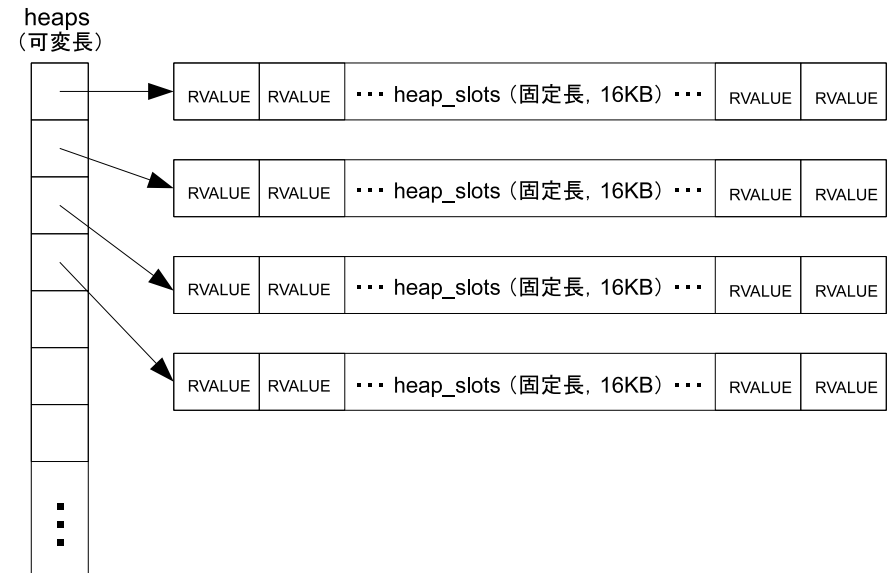 heaps
（可変長）
RVALUE RVALUE ･･･ heap_slots（固定長，16KB）･･･ RVALUE RVALUE
RVALUE RVALUE ･･･ heap_slots（固定長，16KB）･･･ RVALUE RVALUE
RVALUE RVALUE ･･･ heap_slots（固定長，16KB）･･･ RVALUE RVALUE
RVALUE RVALUE ･･･ heap_slots（固定長，16KB）･･･ RVALUE RVALUE